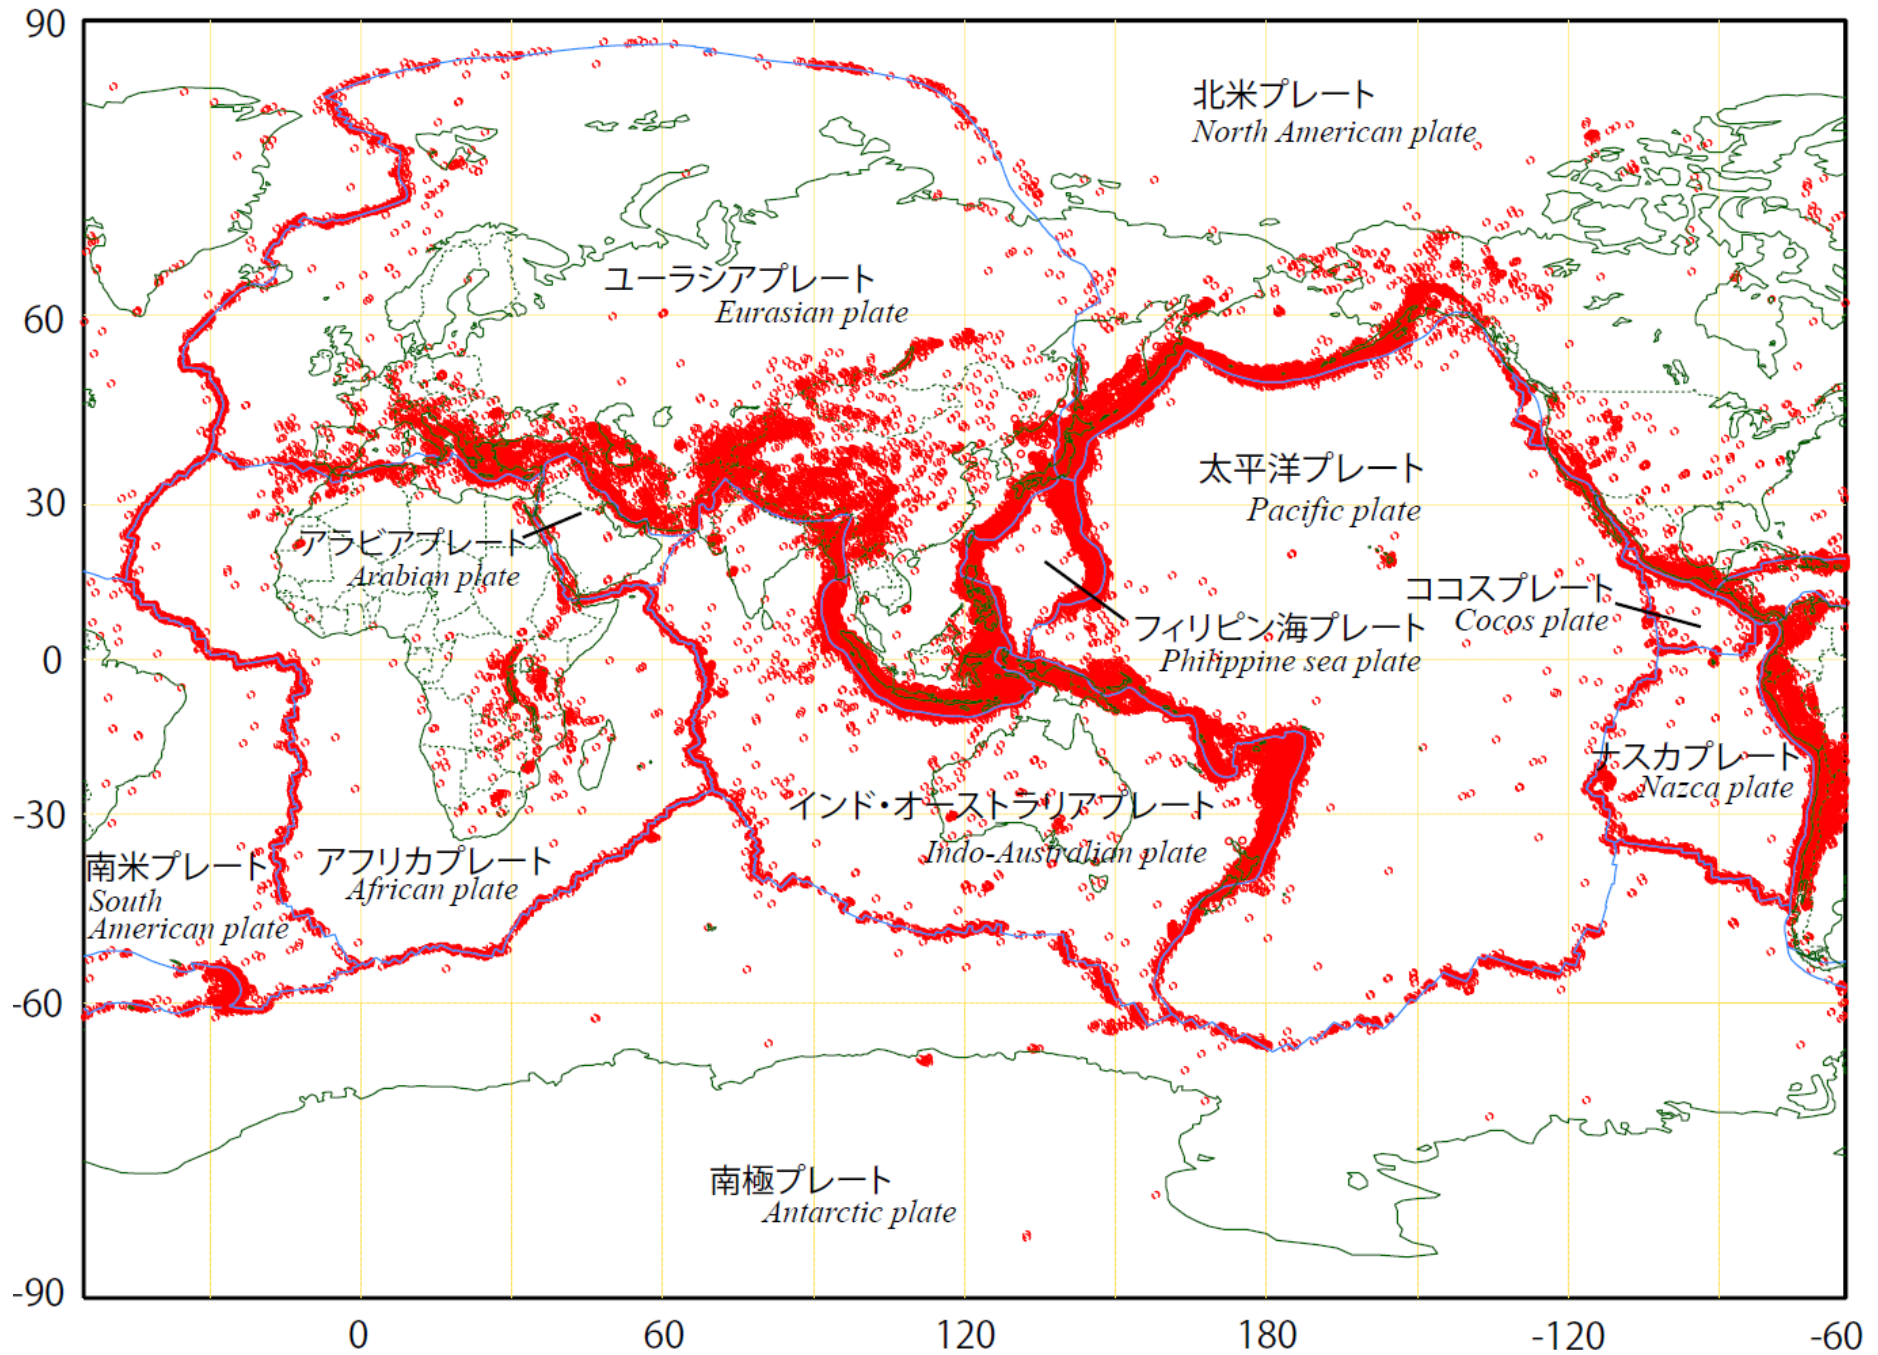 90
60
30
0
-30
-60
-90
0
60
120
180
-120
-60
北米プレート
North American plate
ユーラシアプレート
Eurasian plate
太平洋プレート
Pacific plate
アラビアプレート
Arabian plate
ココスプレート
Cocos plate
フィリピン海プレート
Philippine sea plate
ナスカプレート
Nazca plate
インド・オーストラリアプレート
Indo-Australian plate
南米プレート
South
American plate
アフリカプレート
African plate
南極プレート
Antarctic plate